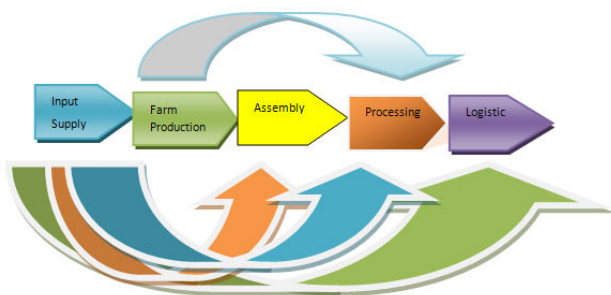 Input
Supply
Farm
Production
Assembly
Processing
Logistic